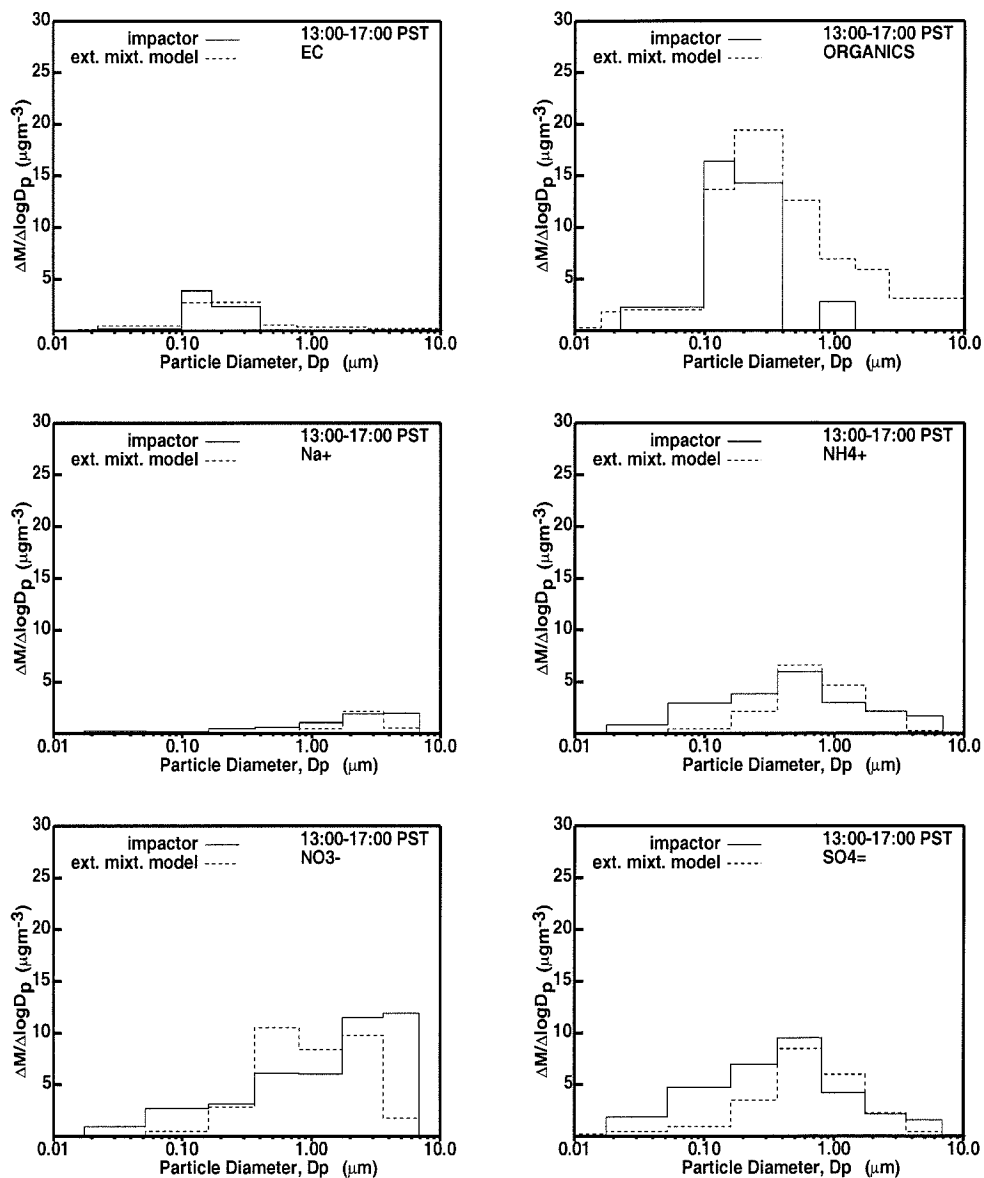 30
25
20
15
10
5
ΔM/ΔlogDp (μgm-3)
impactor
ext. mixt. model
13:00-17:00 PST
EC
0.01 0.10 1.00 10.0
Particle Diameter, Dp (μm)
30
25
20
15
10
5
ΔM/ΔlogDp (μgm-3)
impactor
ext. mixt. model
13:00-17:00 PST
ORGANICS
0.01 0.10 1.00 10.0
Particle Diameter, Dp (μm)
30
25
20
15
10
5
ΔM/ΔlogDp (μgm-3)
impactor
ext. mixt. model
13:00-17:00 PST
Na+
0.01 0.10 1.00 10.0
Particle Diameter, Dp (μm)
30
25
20
15
10
5
ΔM/ΔlogDp (μgm-3)
impactor
ext. mixt. model
13:00-17:00 PST
NH4+
0.01 0.10 1.00 10.0
Particle Diameter, Dp (μm)
30
25
20
15
10
5
ΔM/ΔlogDp (μgm-3)
impactor
ext. mixt. model
13:00-17:00 PST
NO3-
0.01 0.10 1.00 10.0
Particle Diameter, Dp (μm)
30
25
20
15
10
5
ΔM/ΔlogDp (μgm-3)
impactor
ext. mixt. model
13:00-17:00 PST
SO4=
0.01 0.10 1.00 10.0
Particle Diameter, Dp (μm)